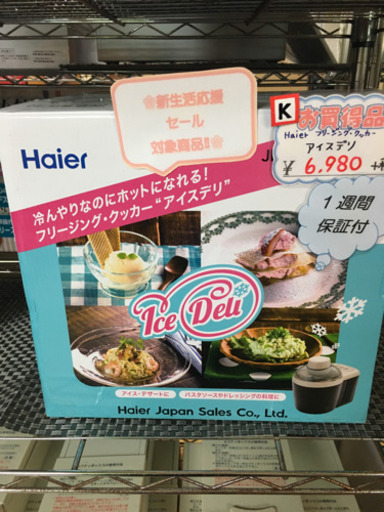 ❀新生活応援❀
セール
対象商品!!
K
お買得品
Haier フリージング・クッカー
アイスデリ
¥6,980
1週間
保証付
Haier
冷んやりなのにホットになれる!
フリージング・クッカー"アイスデリ"
Ice Deli
アイス・デザートに
パスタソースやドレッシングの料理に
Haier Japan Sales Co., Ltd.